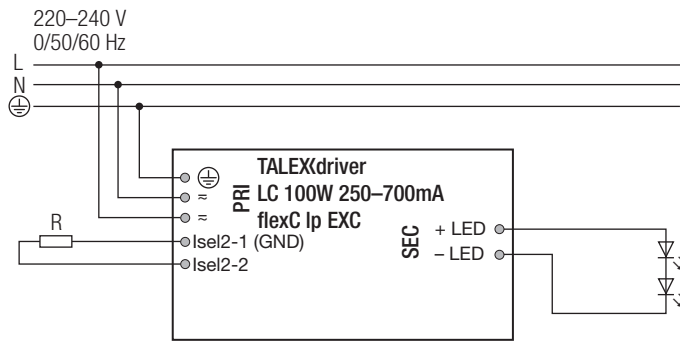 220–240 V
0/50/60 Hz
L
N
TALEXXdriver
PRI
LC 100W 250–700mA
≂
≂
flexC lp EXC
R
Isel2-1 (GND)
Isel2-2
SEC
+ LED
– LED